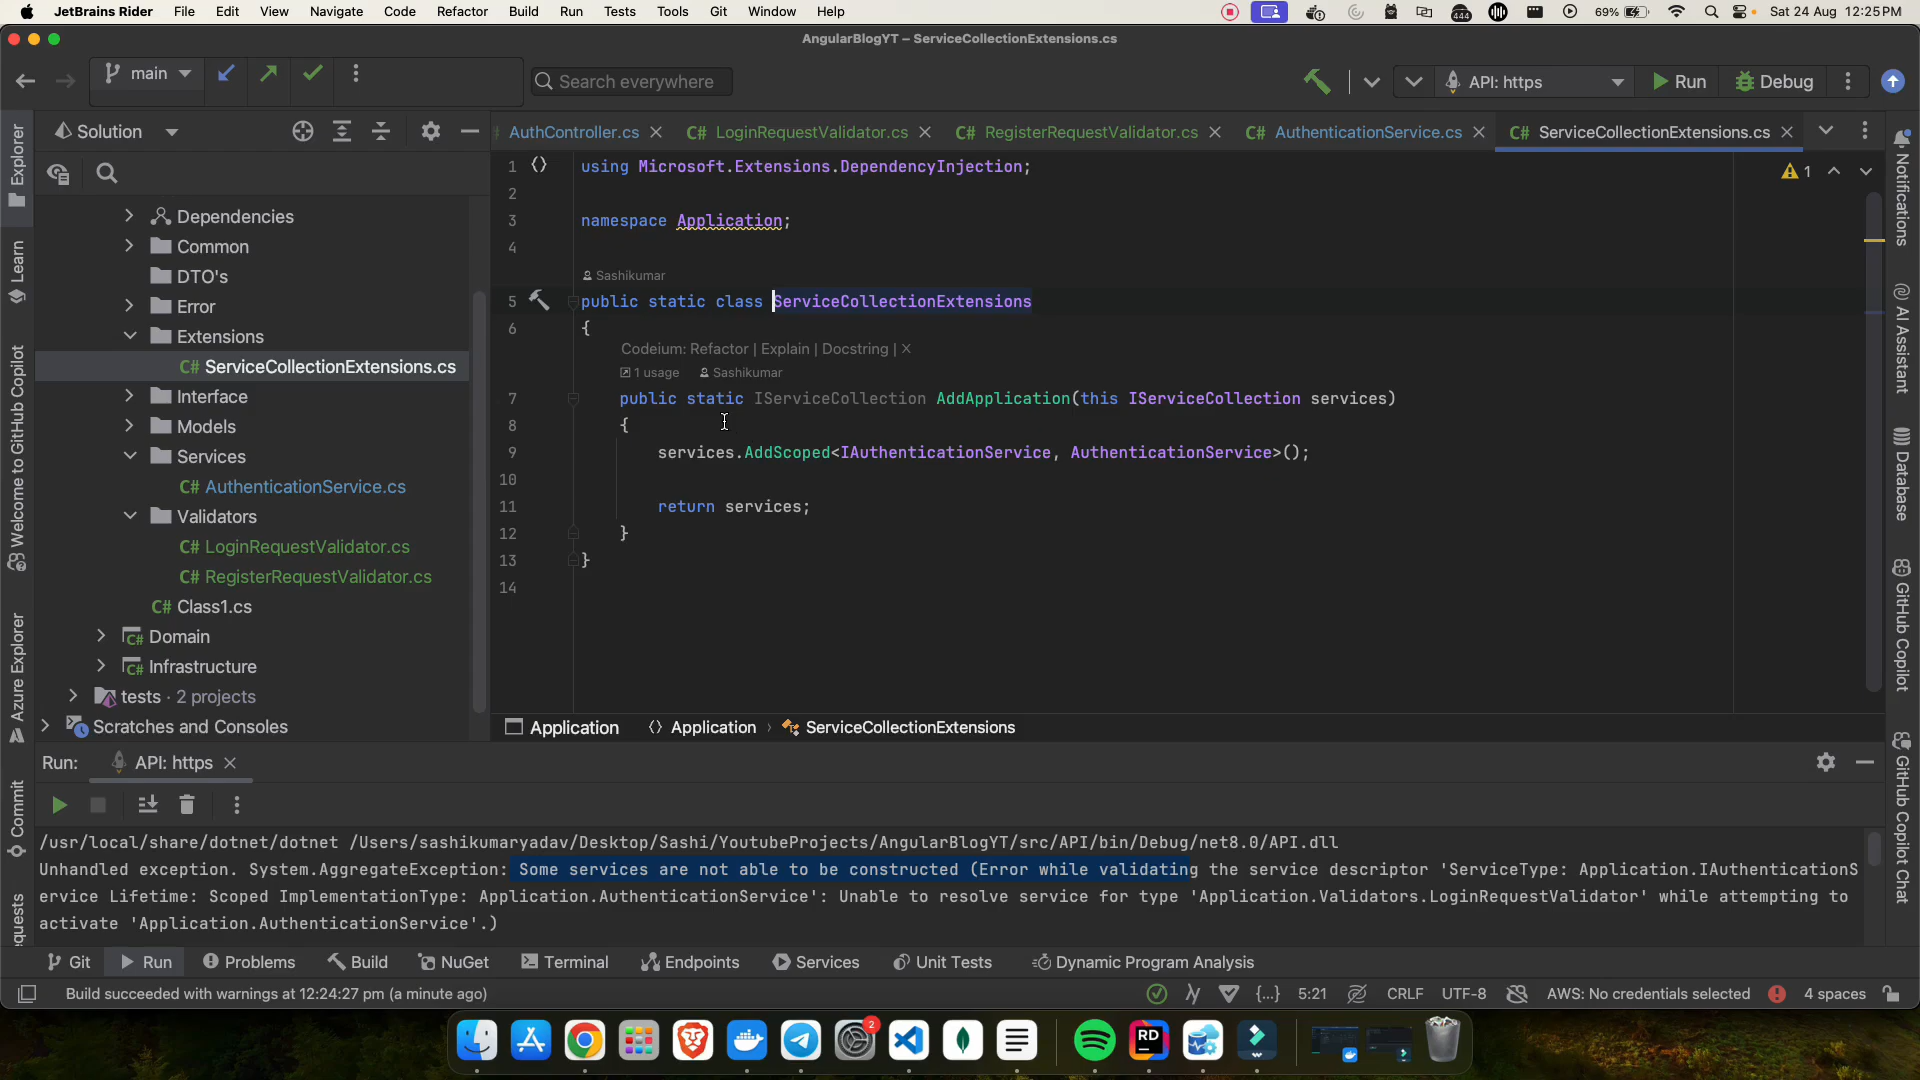 JetBrains Rider File Edit View Navigate Code Refactor Build Run Tests Tools Git Window Help 444 69% Sat 24 Aug 12:25PM
AngularBlogYT – ServiceCollectionExtensions.cs
main Search everywhere API: https Run Debug
Solution AuthController.cs LoginRequestValidator.cs RegisterRequestValidator.cs AuthenticationService.cs C# ServiceCollectionExtensions.cs
1 using Microsoft.Extensions.DependencyInjection; 1
2
3 namespace Application;
4
Sashikumar
5 public static class ServiceCollectionExtensions
6 {
Codeium: Refactor | Explain | Docstring | ×
1 usage Sashikumar
7 public static IServiceCollection AddApplication(this IServiceCollection services)
8 {
9 services.AddScoped<IAuthenticationService, AuthenticationService>();
10
11 return services;
12 }
13 }
14
Dependencies
Common
DTO's
Error
Extensions
C# ServiceCollectionExtensions.cs
Interface
Models
Services
C# AuthenticationService.cs
Validators
C# LoginRequestValidator.cs
C# RegisterRequestValidator.cs
C# Class1.cs
Domain
Infrastructure
tests · 2 projects
Scratches and Consoles
Application Application › ServiceCollectionExtensions
Explorer
Learn
Welcome to GitHub Copilot
Azure Explorer
Commit
quests
Notifications
AI Assistant
Database
GitHub Copilot
GitHub Copilot Chat
Run: API: https
/usr/local/share/dotnet/dotnet /Users/sashikumaryadav/Desktop/Sashi/YoutubeProjects/AngularBlogYT/src/API/bin/Debug/net8.0/API.dll
Unhandled exception. System.AggregateException: Some services are not able to be constructed (Error while validating the service descriptor 'ServiceType: Application.IAuthenticationS
ervice Lifetime: Scoped ImplementationType: Application.AuthenticationService': Unable to resolve service for type 'Application.Validators.LoginRequestValidator' while attempting to
activate 'Application.AuthenticationService'.)
Git Run Problems Build NuGet Terminal Endpoints Services Unit Tests Dynamic Program Analysis
Build succeeded with warnings at 12:24:27 pm (a minute ago) {...} 5:21 CRLF UTF-8 AWS: No credentials selected 4 spaces
2 RD